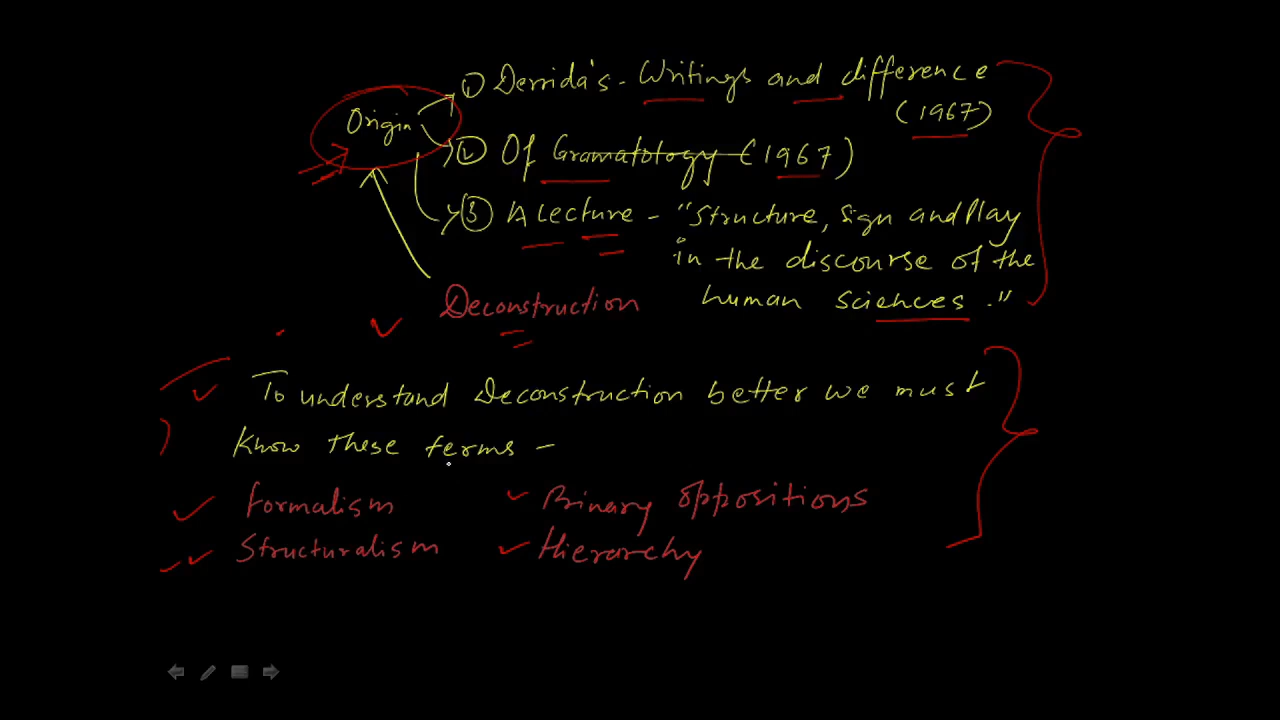 Origin
① Derrida's - Writings and difference
(1967)
② Of Gramatology (1967)
③ A Lecture - "Structure, sign and Play
in the discourse of the
human sciences."
Deconstruction
To understand Deconstruction better we must
know these terms -
Formalism
Binary oppositions
Structuralism
Hierarchy